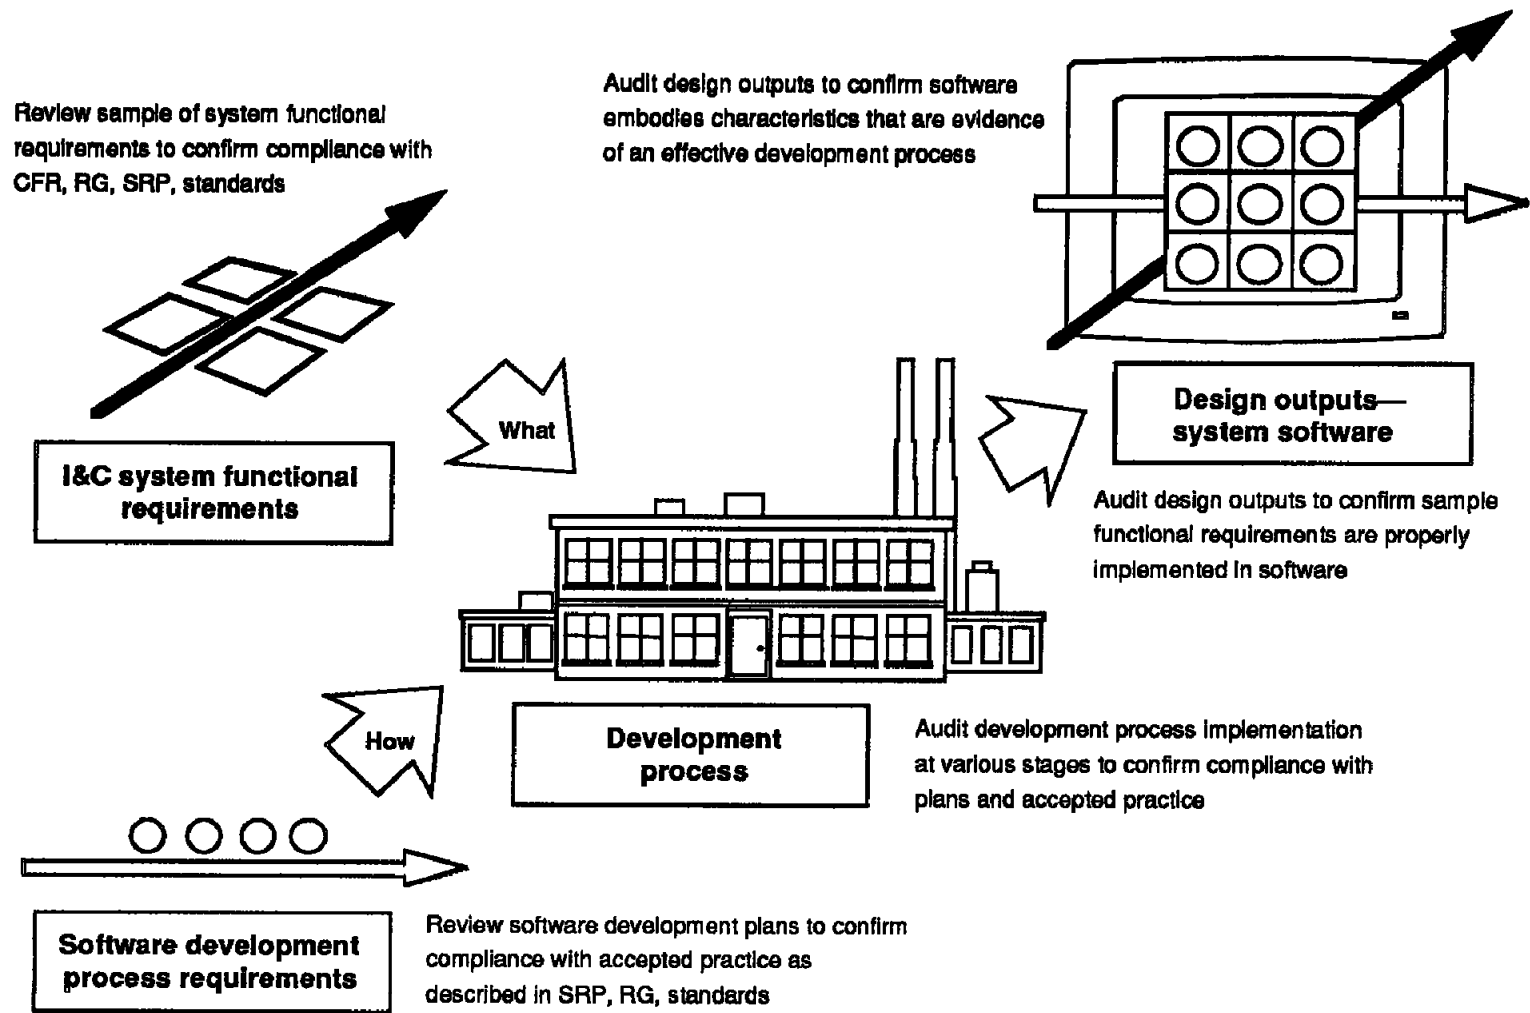 Review sample of system functional
requirements to confirm compliance with
CFR, RG, SRP, standards
Audit design outputs to confirm software
embodies characteristics that are evidence
of an effective development process
What
I&C system functional
requirements
Design outputs—
system software
Audit design outputs to confirm sample
functional requirements are properly
implemented in software
How
Development
process
Audit development process implementation
at various stages to confirm compliance with
plans and accepted practice
Software development
process requirements
Review software development plans to confirm
compliance with accepted practice as
described in SRP, RG, standards